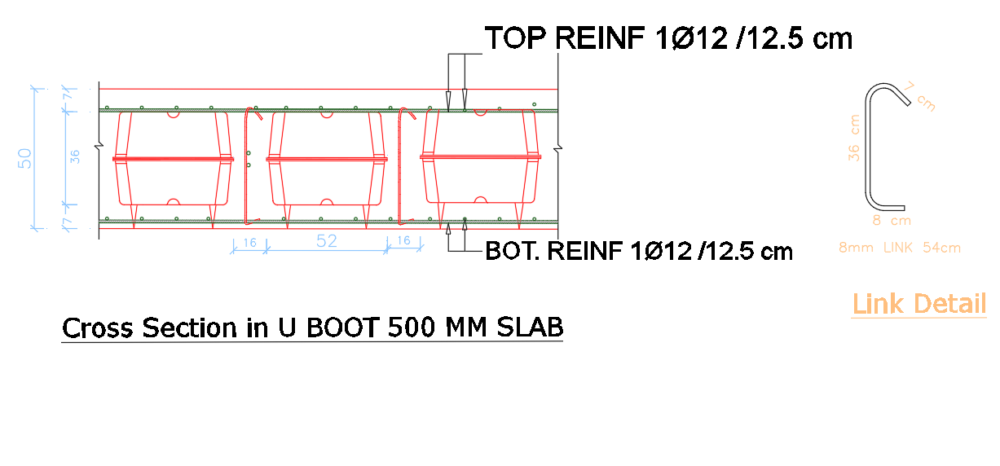 TOP REINF 1Ø12 /12.5 cm
7
50
36
7
16
52
16
BOT. REINF 1Ø12 /12.5 cm
Cross Section in U BOOT 500 MM SLAB
7 cm
36 cm
8 cm
8mm LINK 54cm
Link Detail